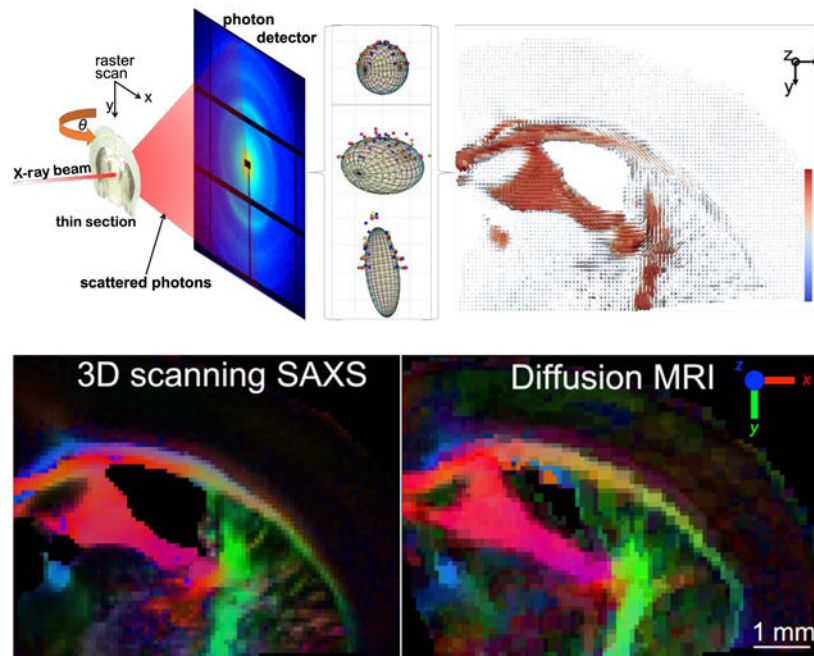 photon
detector
raster
scan
x
y
θ
X-ray beam
thin section
scattered photons
z
y
3D scanning SAXS
Diffusion MRI
z
x
y
1 mm